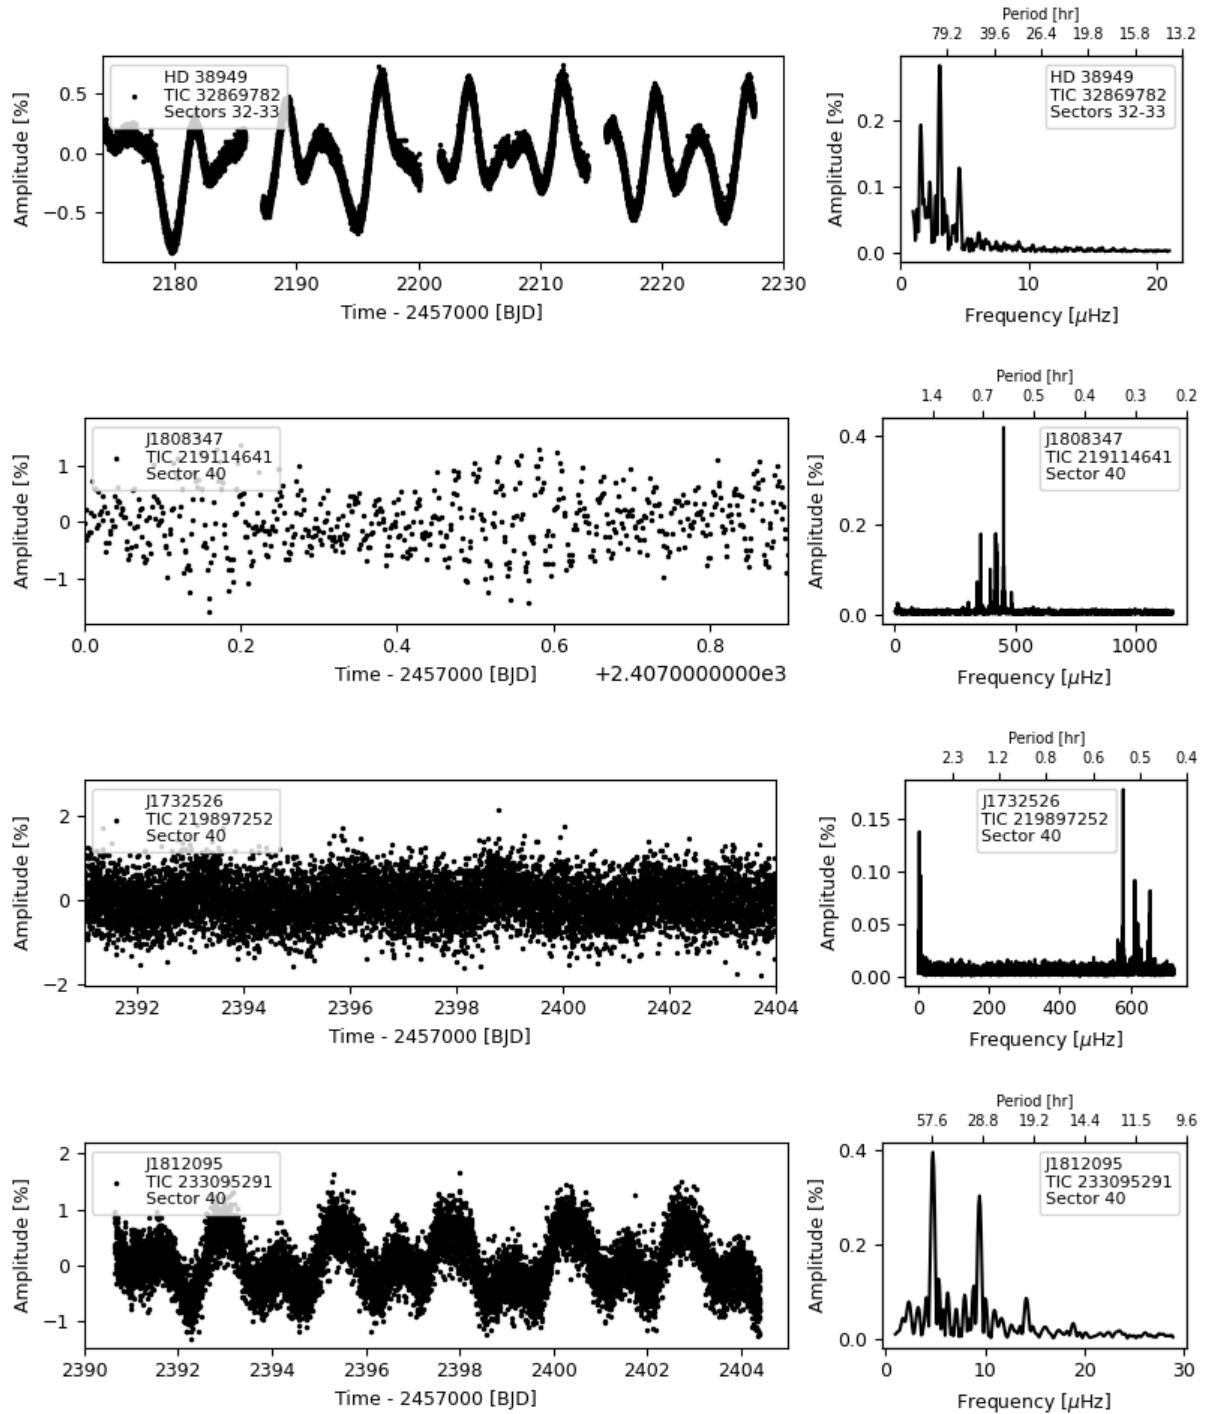 Period [hr]
79.2 39.6 26.4 19.8 15.8 13.2
HD 38949
TIC 32869782
Sectors 32-33
0.5
0.0
−0.5
Amplitude [%]
2180 2190 2200 2210 2220 2230
Time - 2457000 [BJD]
HD 38949
TIC 32869782
Sectors 32-33
0.2
0.1
0.0
Amplitude [%]
0 10 20
Frequency [μHz]
Period [hr]
1.4 0.7 0.5 0.4 0.3 0.2
J1808347
TIC 219114641
Sector 40
1
0
−1
Amplitude [%]
0.0 0.2 0.4 0.6 0.8
Time - 2457000 [BJD] +2.4070000000e3
J1808347
TIC 219114641
Sector 40
0.4
0.2
0.0
Amplitude [%]
0 500 1000
Frequency [μHz]
Period [hr]
2.3 1.2 0.8 0.6 0.5 0.4
J1732526
TIC 219897252
Sector 40
2
0
−2
Amplitude [%]
2392 2394 2396 2398 2400 2402 2404
Time - 2457000 [BJD]
J1732526
TIC 219897252
Sector 40
0.15
0.10
0.05
0.00
Amplitude [%]
0 200 400 600
Frequency [μHz]
Period [hr]
57.6 28.8 19.2 14.4 11.5 9.6
J1812095
TIC 233095291
Sector 40
2
1
0
−1
Amplitude [%]
2390 2392 2394 2396 2398 2400 2402 2404
Time - 2457000 [BJD]
J1812095
TIC 233095291
Sector 40
0.4
0.2
0.0
Amplitude [%]
0 10 20 30
Frequency [μHz]